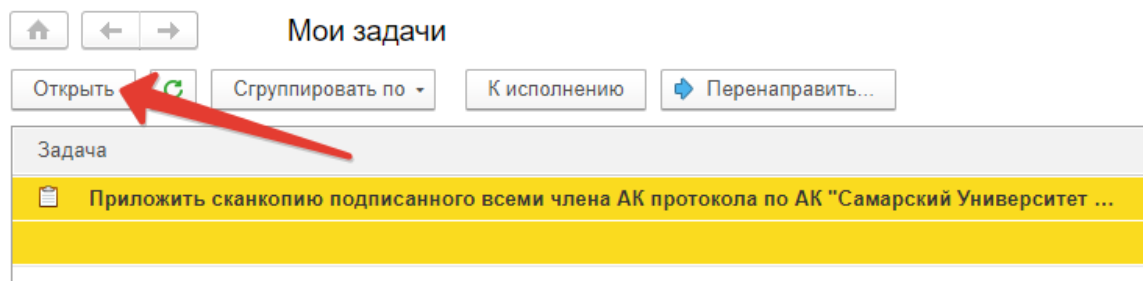 Мои задачи
Открыть Сгруппировать по К исполнению Перенаправить...
Задача
Приложить сканкопию подписанного всеми члена АК протокола по АК "Самарский Университет ...